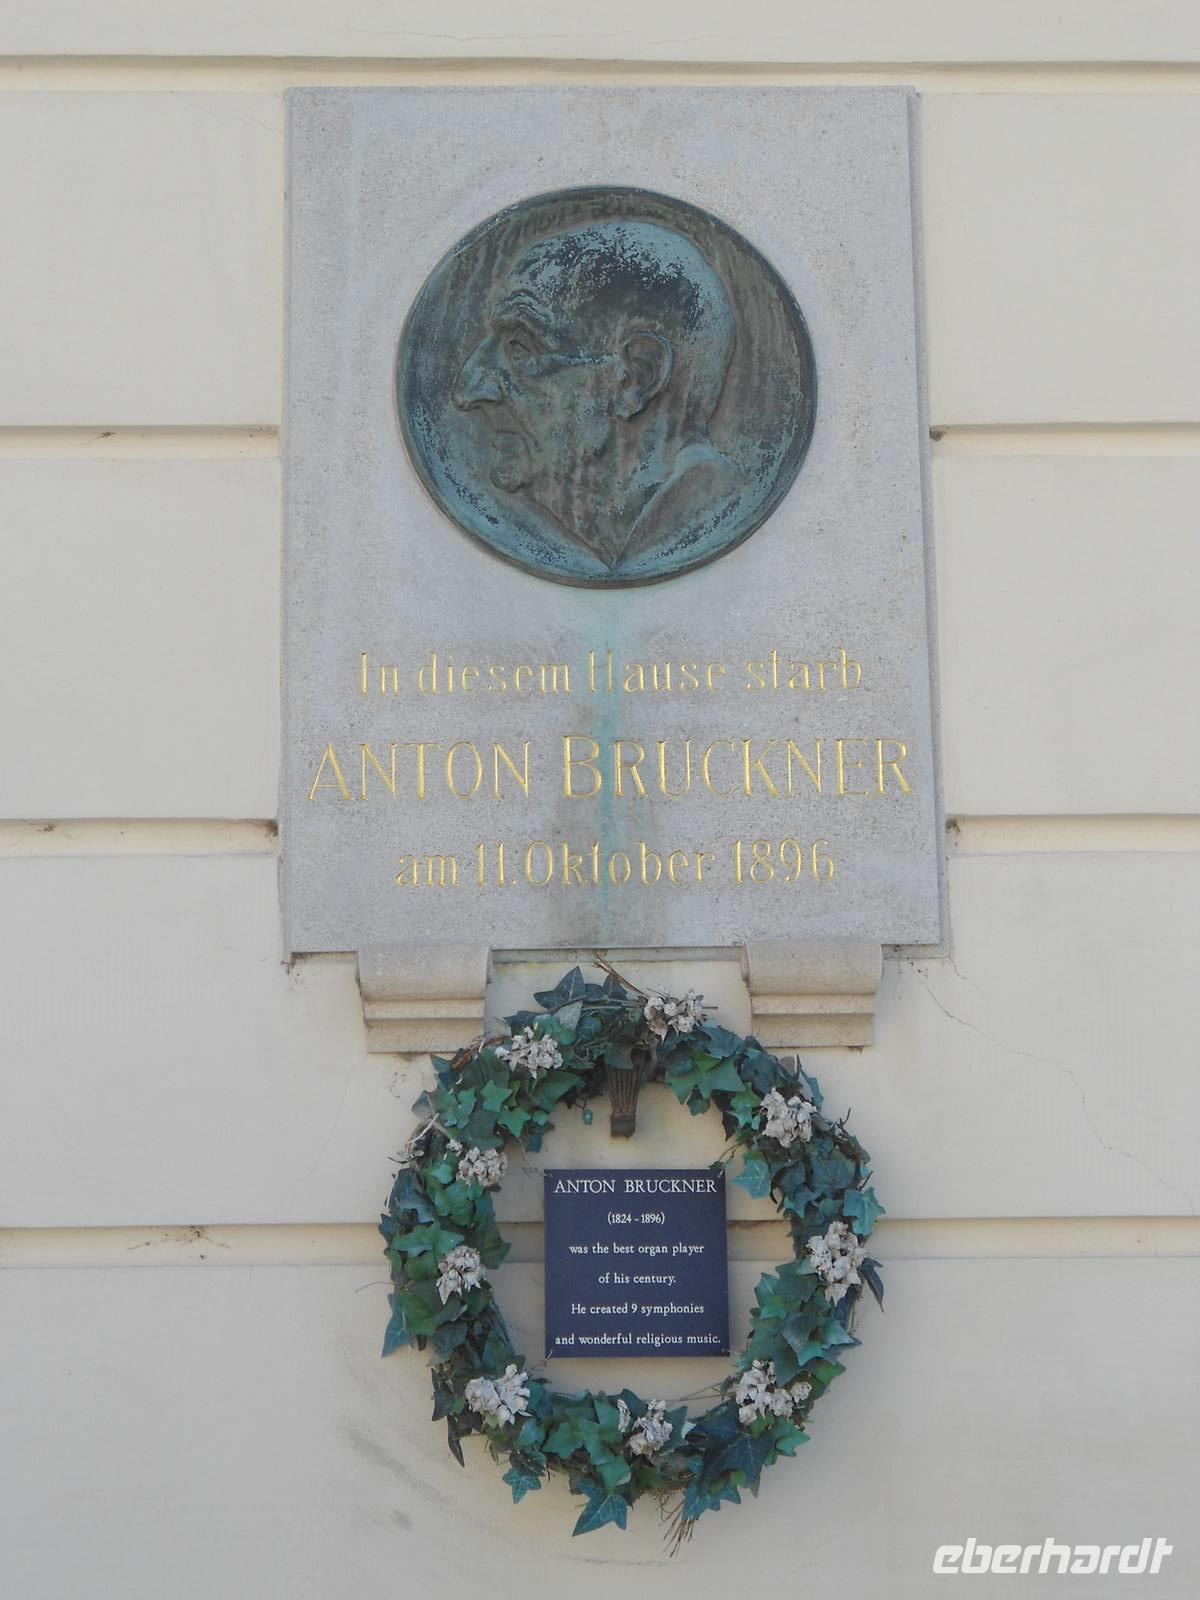 In diesem Hause starb
ANTON BRUCKNER
am 11. Oktober 1896
ANTON BRUCKNER
(1824 - 1896)
was the best organ player
of his century.
He created 9 symphonies
and wonderful religious music.
eberhardt